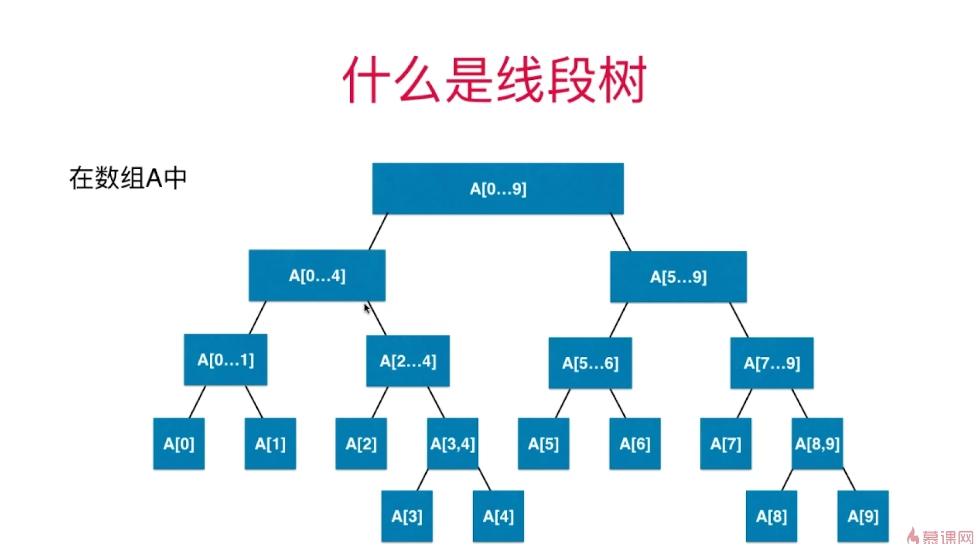 什么是线段树
在数组A中
A[0…9]
A[0…4] A[5…9]
A[0…1] A[2…4] A[5…6] A[7…9]
A[0] A[1] A[2] A[3,4] A[5] A[6] A[7] A[8,9]
A[3] A[4] A[8] A[9]
慕课网